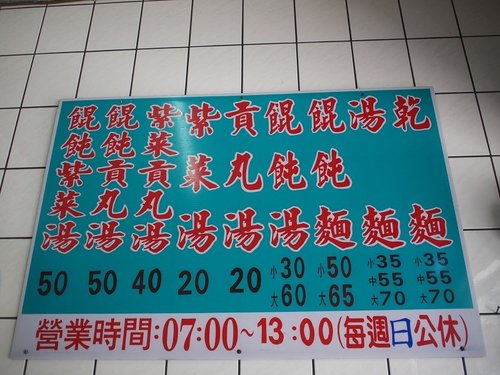 乾麵
小35
中55
大70
湯麵
小35
中55
大70
餛飩麵
小50
大65
餛飩湯
小30
大60
貢丸湯
20
紫菜湯
20
紫菜貢丸湯
40
餛飩貢丸湯
50
餛飩紫菜湯
50
營業時間:07:00~13:00(每週日公休)